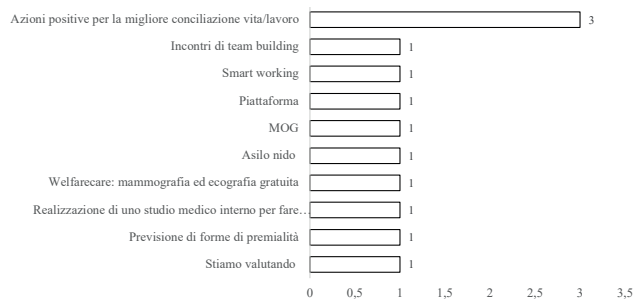 Azioni positive per la migliore conciliazione vita/lavoro 3
Incontri di team building 1
Smart working 1
Piattaforma 1
MOG 1
Asilo nido 1
Welfarecare: mammografia ed ecografia gratuita 1
Realizzazione di uno studio medico interno per fare… 1
Previsione di forme di premialità 1
Stiamo valutando 1
0 0,5 1 1,5 2 2,5 3 3,5